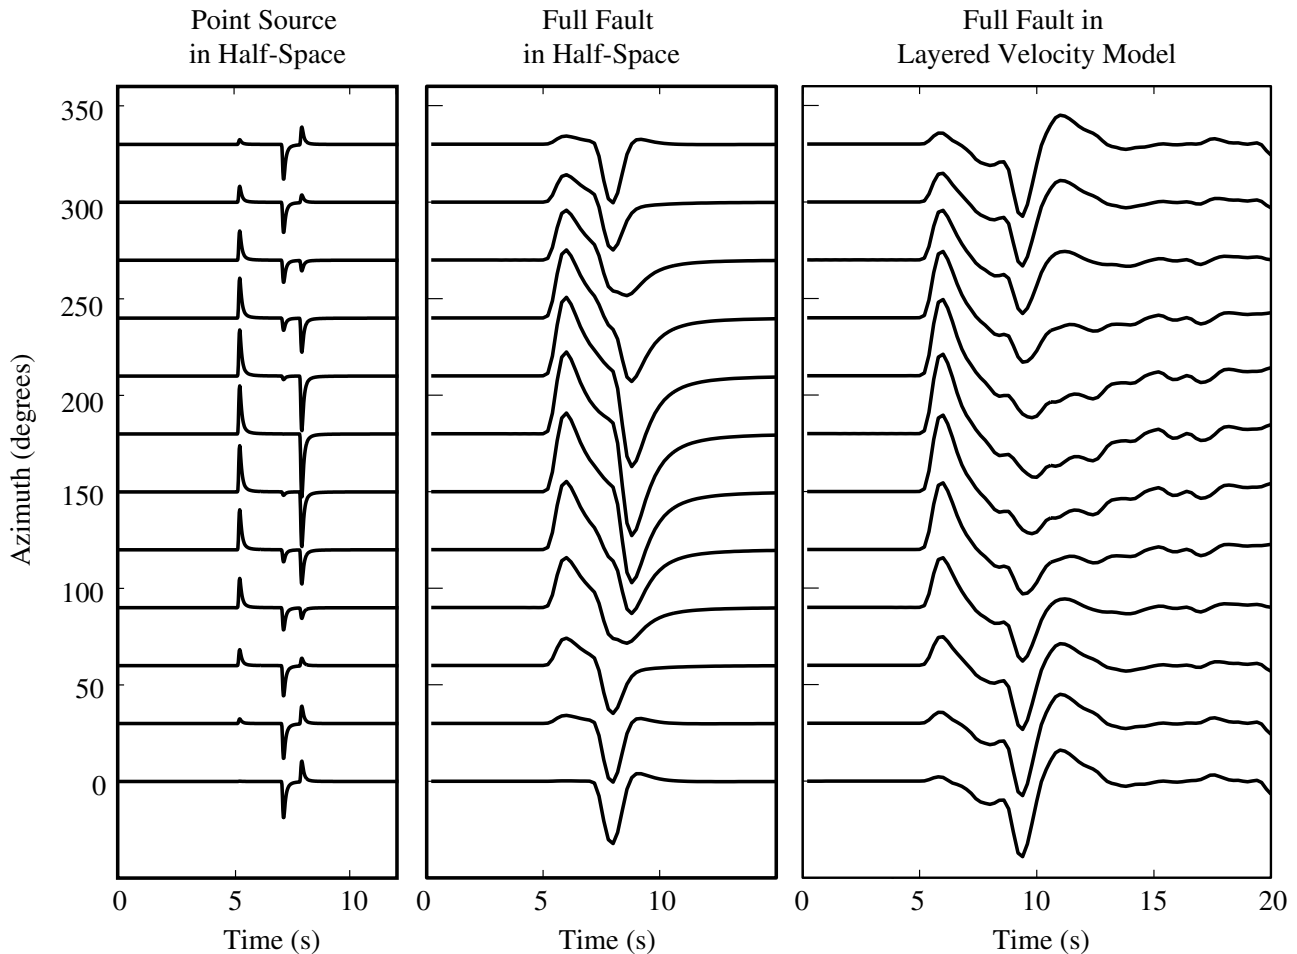 Point Source
in Half-Space
Full Fault
in Half-Space
Full Fault in
Layered Velocity Model
Azimuth (degrees)
350
300
250
200
150
100
50
0
0 5 10
0 5 10
0 5 10 15 20
Time (s)
Time (s)
Time (s)